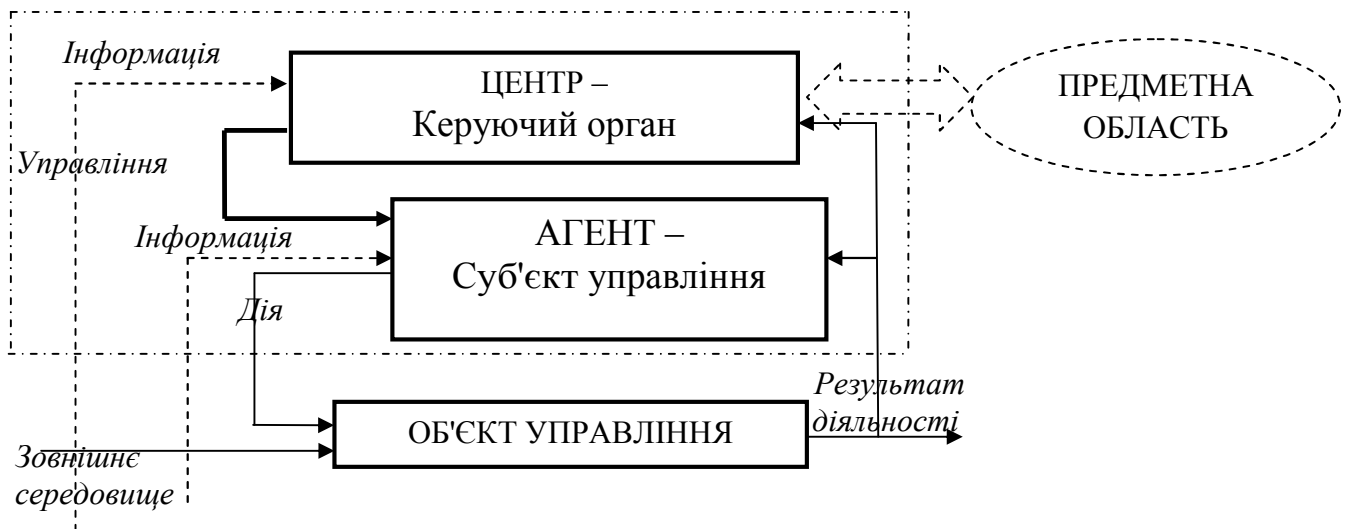 Інформація
ЦЕНТР –
Керуючий орган
ПРЕДМЕТНА
ОБЛАСТЬ
Управління
Інформація
АГЕНТ –
Суб'єкт управління
Дія
Результат
діяльності
ОБ'ЄКТ УПРАВЛІННЯ
Зовнішнє
середовище